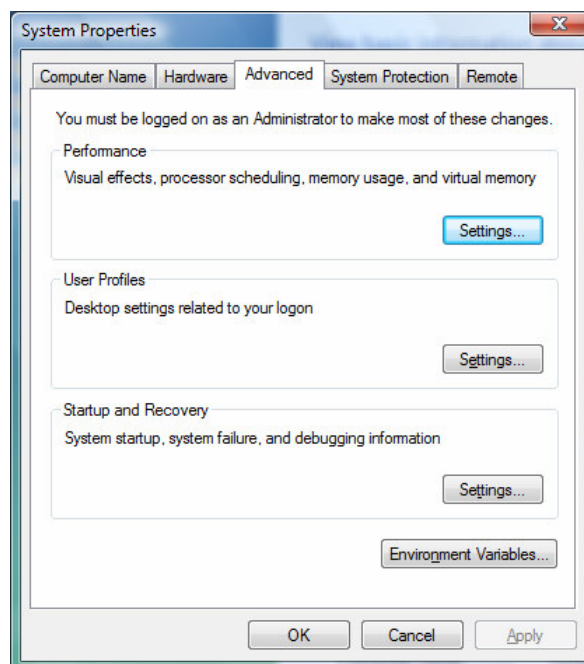 System Properties
Computer Name Hardware Advanced System Protection Remote
You must be logged on as an Administrator to make most of these changes.
Performance
Visual effects, processor scheduling, memory usage, and virtual memory
Settings...
User Profiles
Desktop settings related to your logon
Settings...
Startup and Recovery
System startup, system failure, and debugging information
Settings...
Environment Variables...
OK Cancel Apply